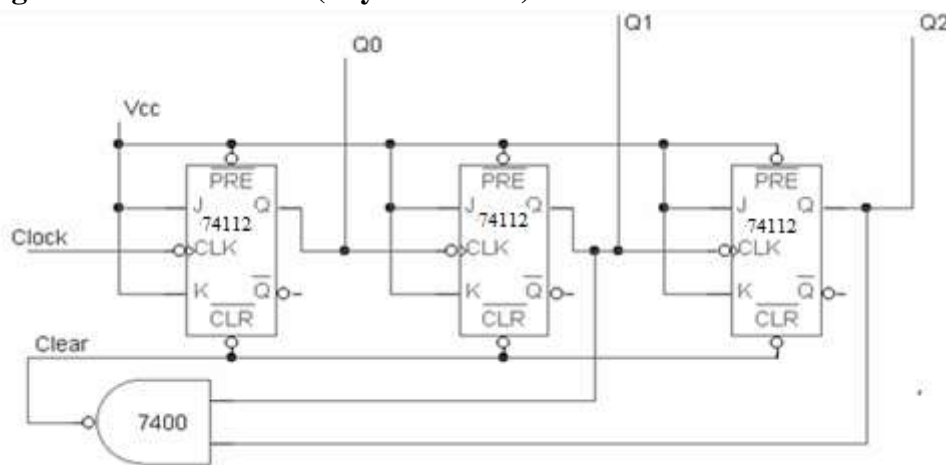 Q0
Q1
Q2
Vcc
PRE
PRE
PRE
J
Q
J
Q
J
Q
74112
74112
74112
Clock
CLK
CLK
CLK
K
Q
K
Q
K
Q
CLR
CLR
CLR
Clear
7400